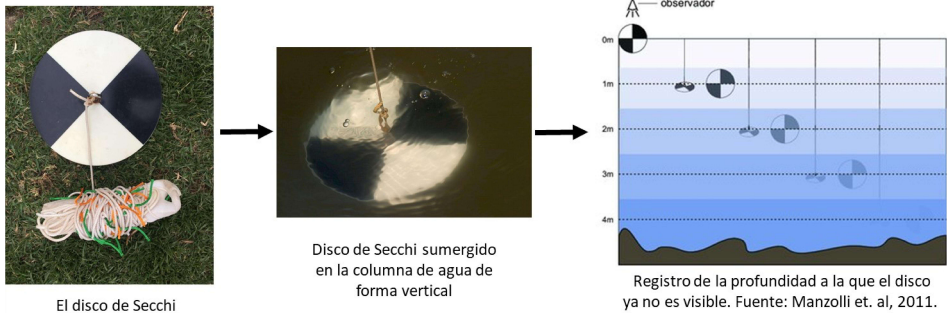 El disco de Secchi
Disco de Secchi sumergido
en la columna de agua de
forma vertical
observador
0m
1m
2m
3m
4m
Registro de la profundidad a la que el disco
ya no es visible. Fuente: Manzolli et. al, 2011.